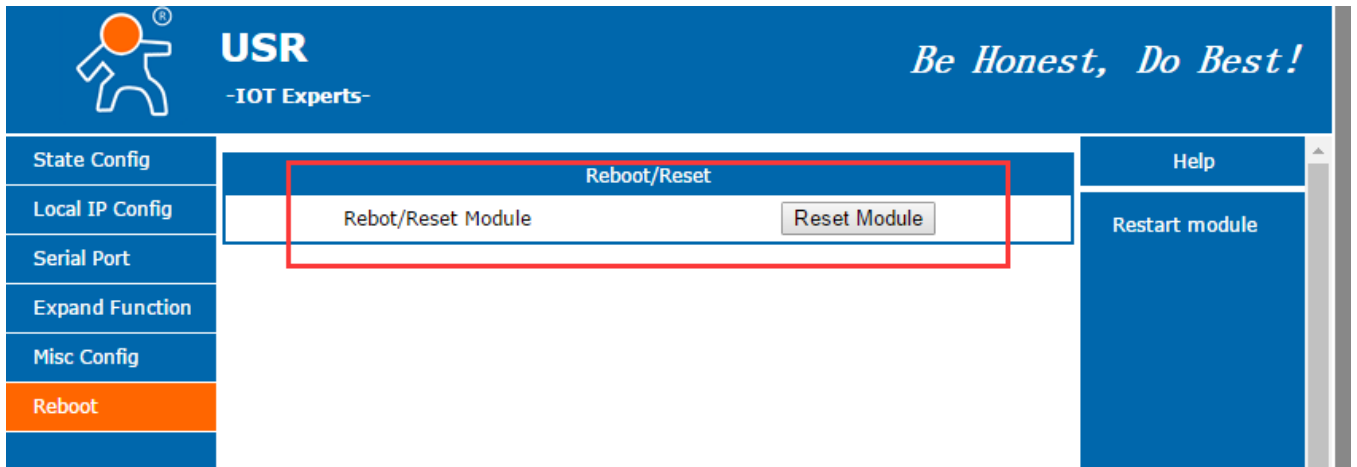 ®
USR
-IOT Experts-
Be Honest, Do Best!
State Config
Local IP Config
Serial Port
Expand Function
Misc Config
Reboot
Reboot/Reset
Rebot/Reset Module
Reset Module
Help
Restart module